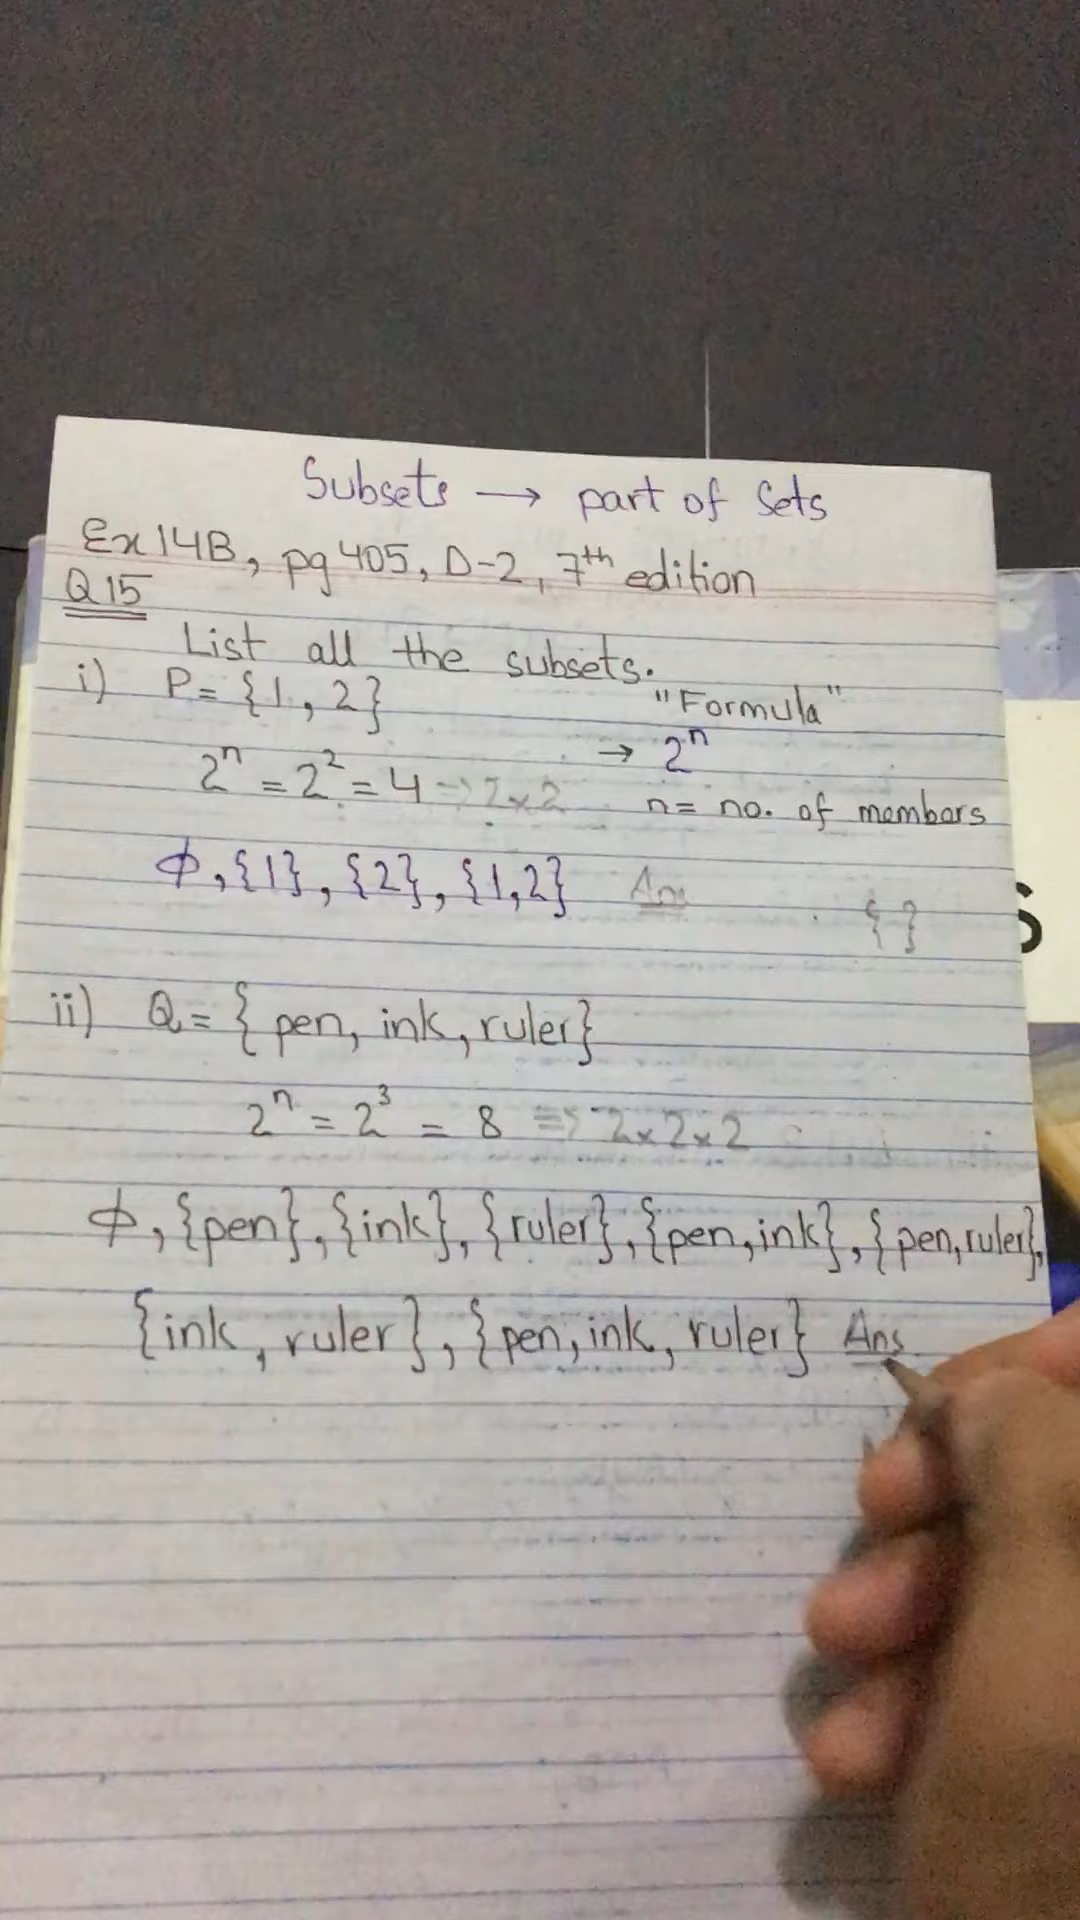 Subsets → part of Sets
Ex 14B, pg 405, D-2, 7th edition
Q 15
List all the subsets.
i) P = {1, 2}
"Formula"
2ⁿ = 2² = 4 → 2×2
→ 2ⁿ
n = no. of members
ϕ, {1}, {2}, {1,2} Ans
{ }
ii) Q = { pen, ink, ruler}
2ⁿ = 2³ = 8 ⇒ 2×2×2
ϕ, {pen}, {ink}, {ruler}, {pen, ink}, {pen, ruler},
{ink, ruler}, {pen, ink, ruler} Ans
S